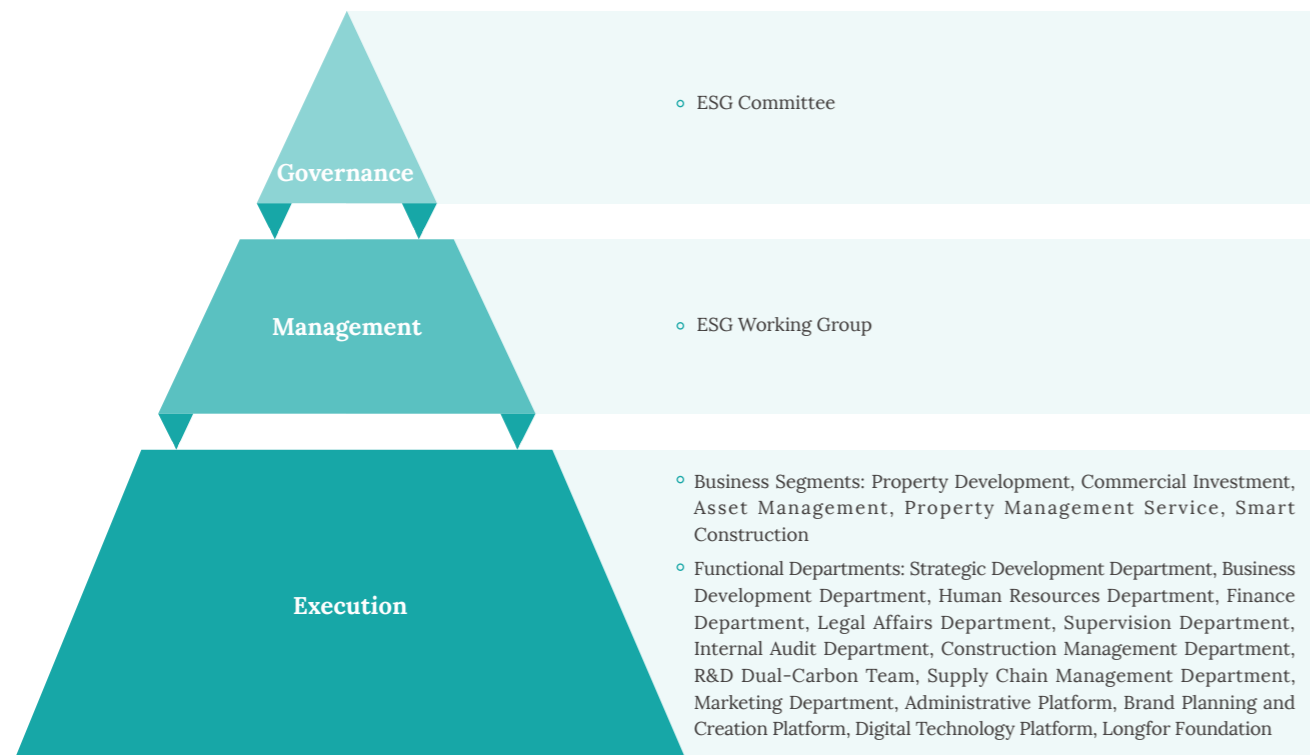 ESG Committee
Governance
Management
ESG Working Group
Execution
Business Segments: Property Development, Commercial Investment,
Asset Management, Property Management Service, Smart
Construction
Functional Departments: Strategic Development Department, Business
Development Department, Human Resources Department, Finance
Department, Legal Affairs Department, Supervision Department,
Internal Audit Department, Construction Management Department,
R&D Dual-Carbon Team, Supply Chain Management Department,
Marketing Department, Administrative Platform, Brand Planning and
Creation Platform, Digital Technology Platform, Longfor Foundation